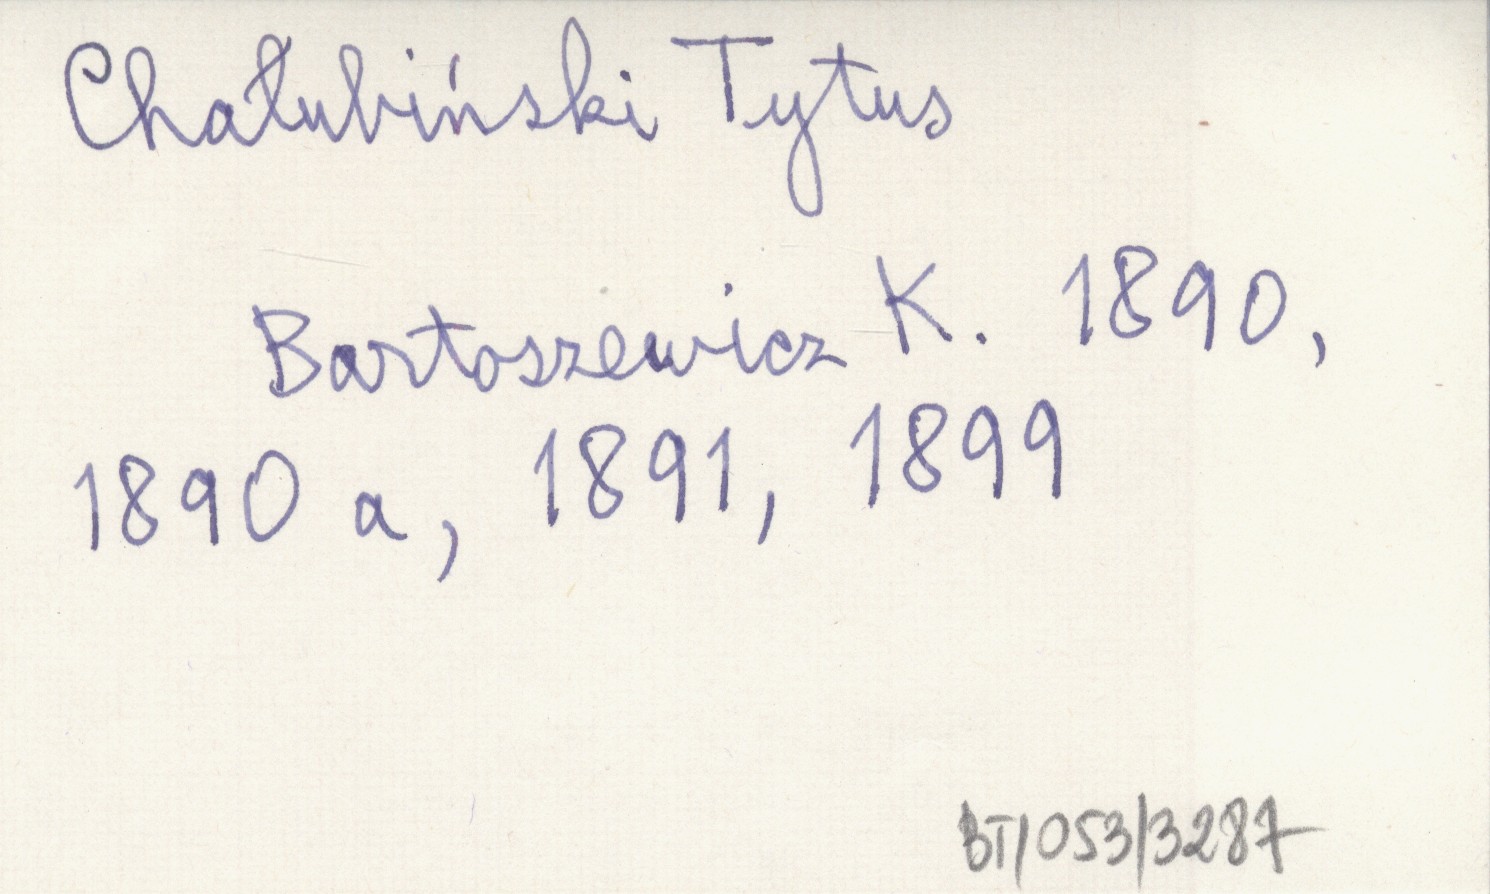 Chałubiński Tytus
Bartoszewicz K. 1890,
1890 a, 1891, 1899
BT/053/3287